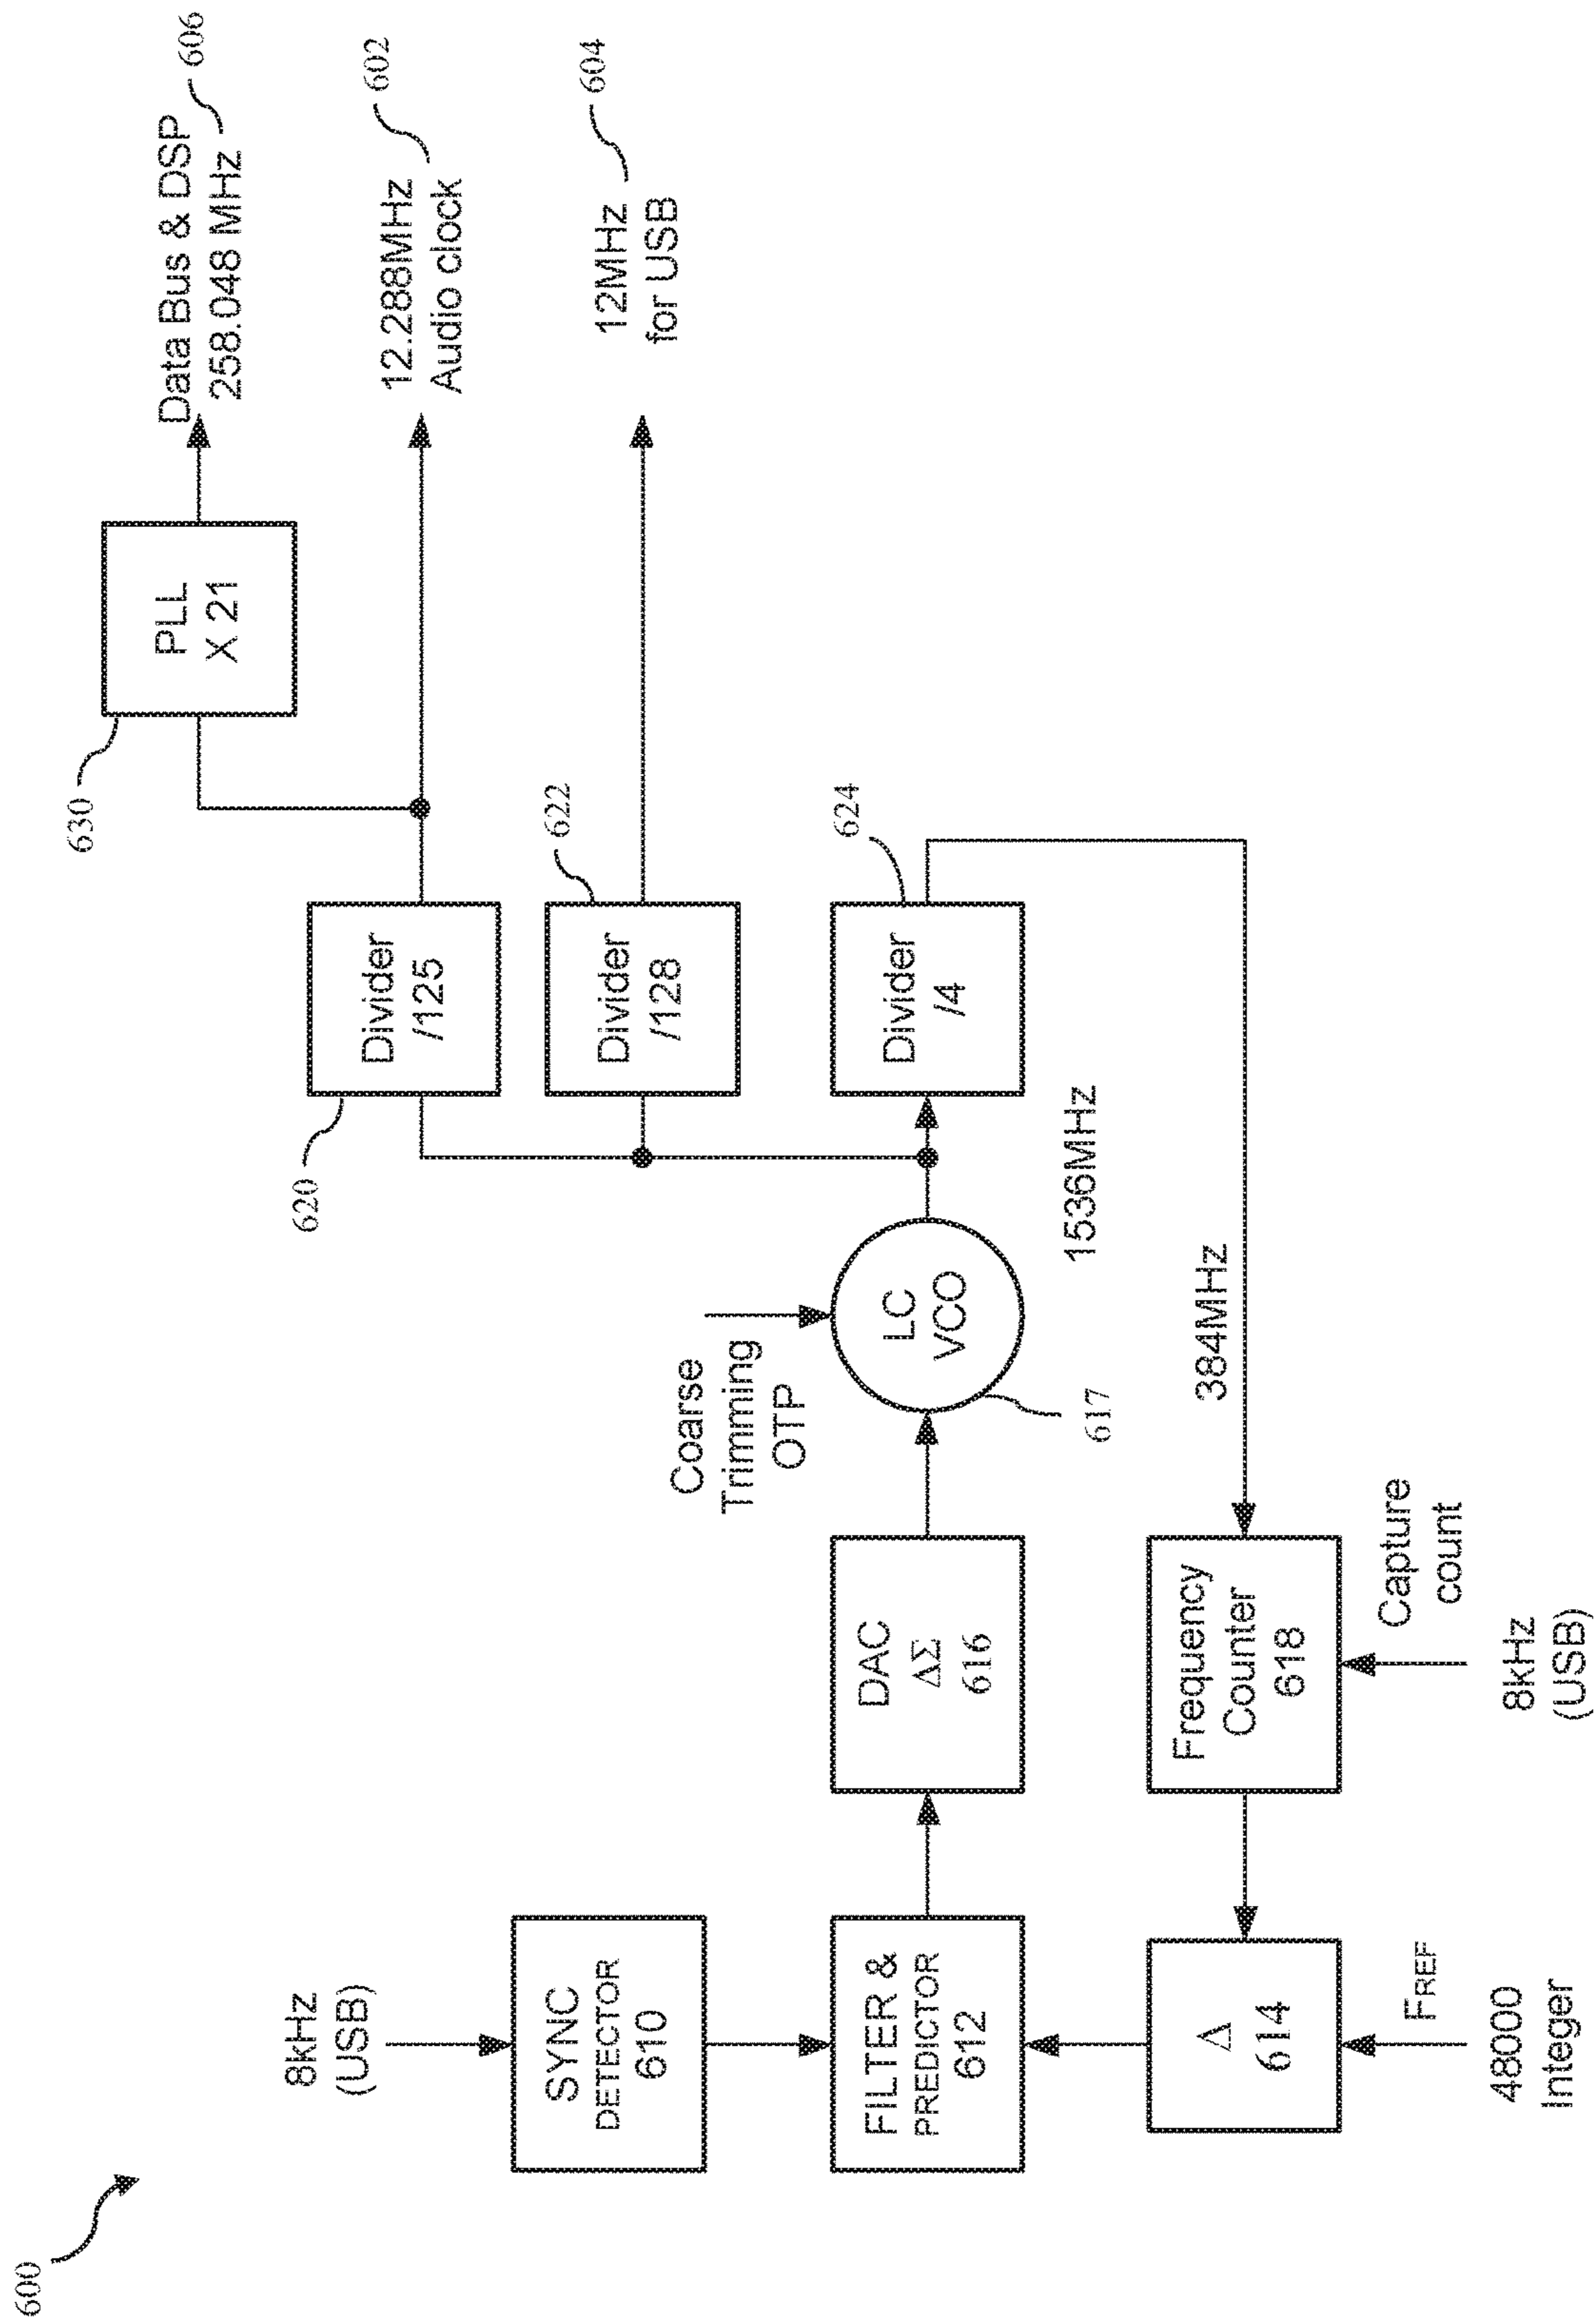 600
8kHz
(USB)
SYNC
DETECTOR
610
FILTER &
PREDICTOR
612
Δ
614
FREF
48000
Integer
DAC
ΔΣ
616
Frequency
Counter
618
Capture
count
8kHz
(USB)
Coarse
Trimming
OTP
LC
VCO
617
1536MHz
384MHz
620
Divider
/125
622
Divider
/128
624
Divider
/4
630
PLL
X 21
Data Bus & DSP
258.048 MHz
606
12.288MHz
Audio clock
602
12MHz
for USB
604